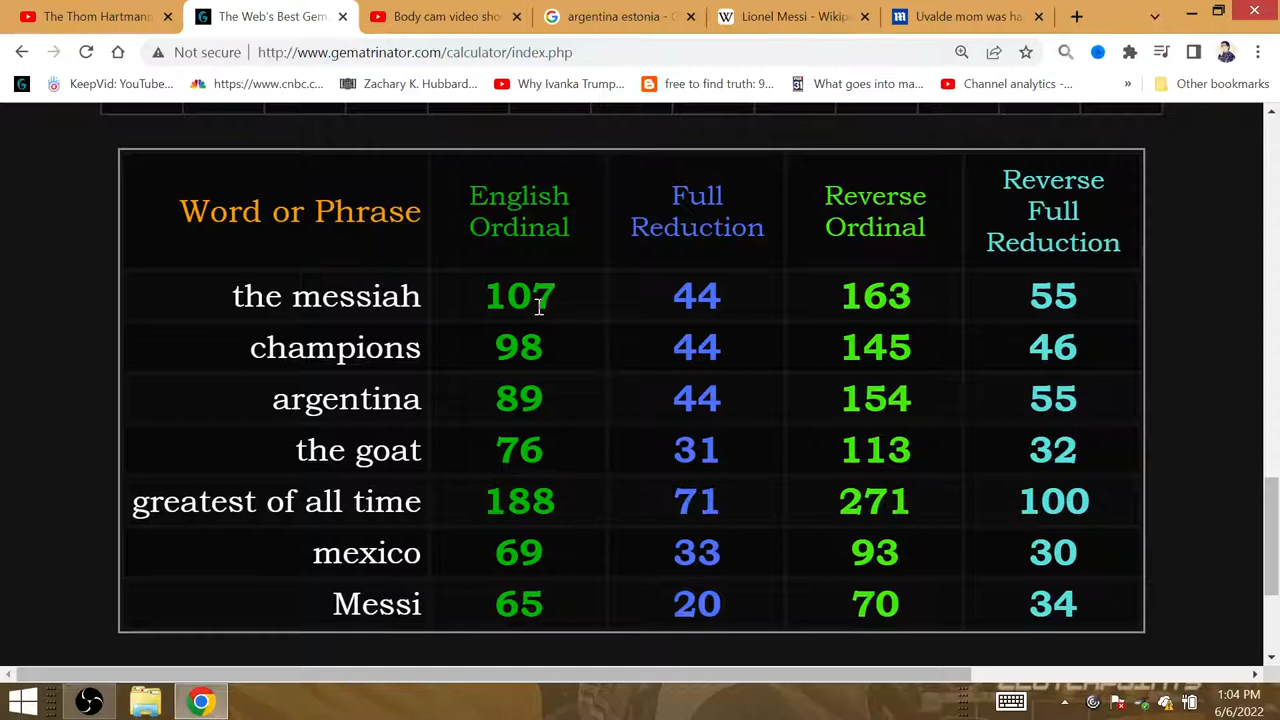 The Thom Hartmann
The Web's Best Gem
Body cam video sho
argentina estonia - G
Lionel Messi - Wikip
Uvalde mom was ha
Not secure | http://www.gematrinator.com/calculator/index.php
KeepVid: YouTube...
https://www.cnbc.c...
Zachary K. Hubbard...
Why Ivanka Trump...
free to find truth: 9...
What goes into ma...
Channel analytics -...
» Other bookmarks
Word or Phrase English Ordinal Full Reduction Reverse Ordinal Reverse Full Reduction
the messiah 107 44 163 55
champions 98 44 145 46
argentina 89 44 154 55
the goat 76 31 113 32
greatest of all time 188 71 271 100
mexico 69 33 93 30
Messi 65 20 70 34
1:04 PM
6/6/2022